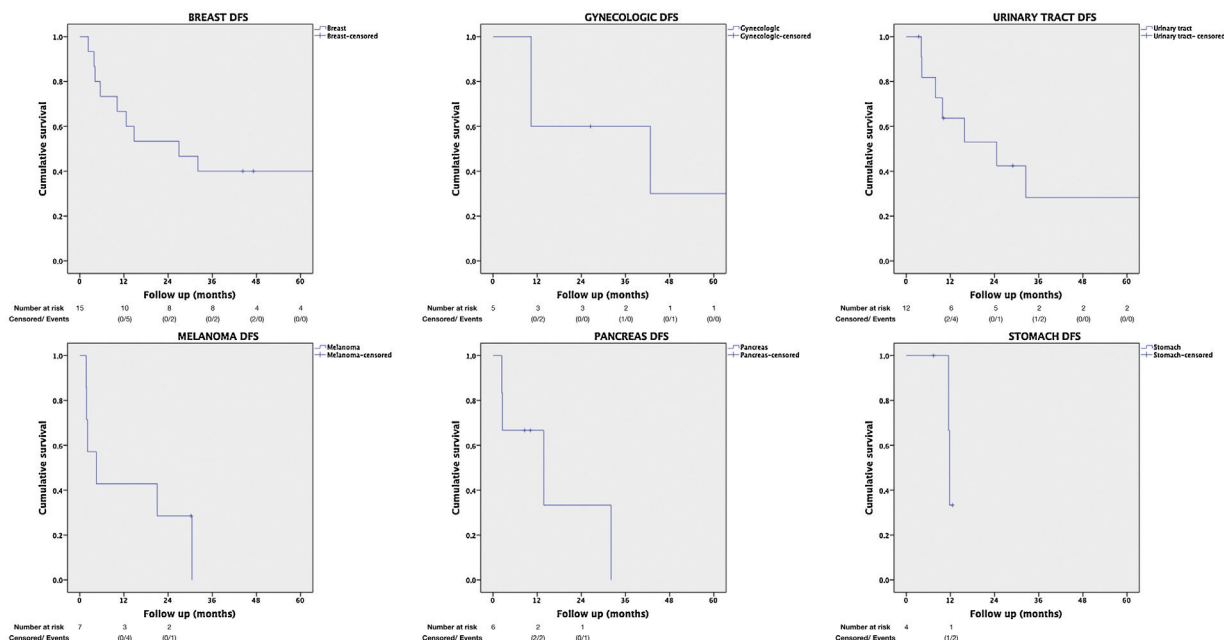 BREAST DFS
Breast
Breast-censored
1.0
0.8
0.6
0.4
0.2
0.0
Cumulative survival
0 12 24 36 48 60
Follow up (months)
Number at risk 15 10 8 8 4 4
Censored/ Events (0/5) (0/2) (0/2) (2/0) (0/0)
GYNECOLOGIC DFS
Gynecologic
Gynecologic-censored
1.0
0.8
0.6
0.4
0.2
0.0
Cumulative survival
0 12 24 36 48 60
Follow up (months)
Number at risk 5 3 3 2 1 1
Censored/ Events (0/2) (0/0) (1/0) (0/1) (0/0)
URINARY TRACT DFS
Urinary tract
Urinary tract- censored
1.0
0.8
0.6
0.4
0.2
0.0
Cumulative survival
0 12 24 36 48 60
Follow up (months)
Number at risk 12 6 5 2 2 2
Censored/ Events (2/4) (0/1) (1/2) (0/0) (0/0)
MELANOMA DFS
Melanoma
Melanoma-censored
1.0
0.8
0.6
0.4
0.2
0.0
Cumulative survival
0 12 24 36 48 60
Follow up (months)
Number at risk 7 3 2
Censored/ Events (0/4) (0/1)
PANCREAS DFS
Pancreas
Pancreas-censored
1.0
0.8
0.6
0.4
0.2
0.0
Cumulative survival
0 12 24 36 48 60
Follow up (months)
Number at risk 6 2 1
Censored/ Events (2/2) (0/1)
STOMACH DFS
Stomach
Stomach-censored
1.0
0.8
0.6
0.4
0.2
0.0
Cumulative survival
0 12 24 36 48 60
Follow up (months)
Number at risk 4 1
Censored/ Events (1/2)